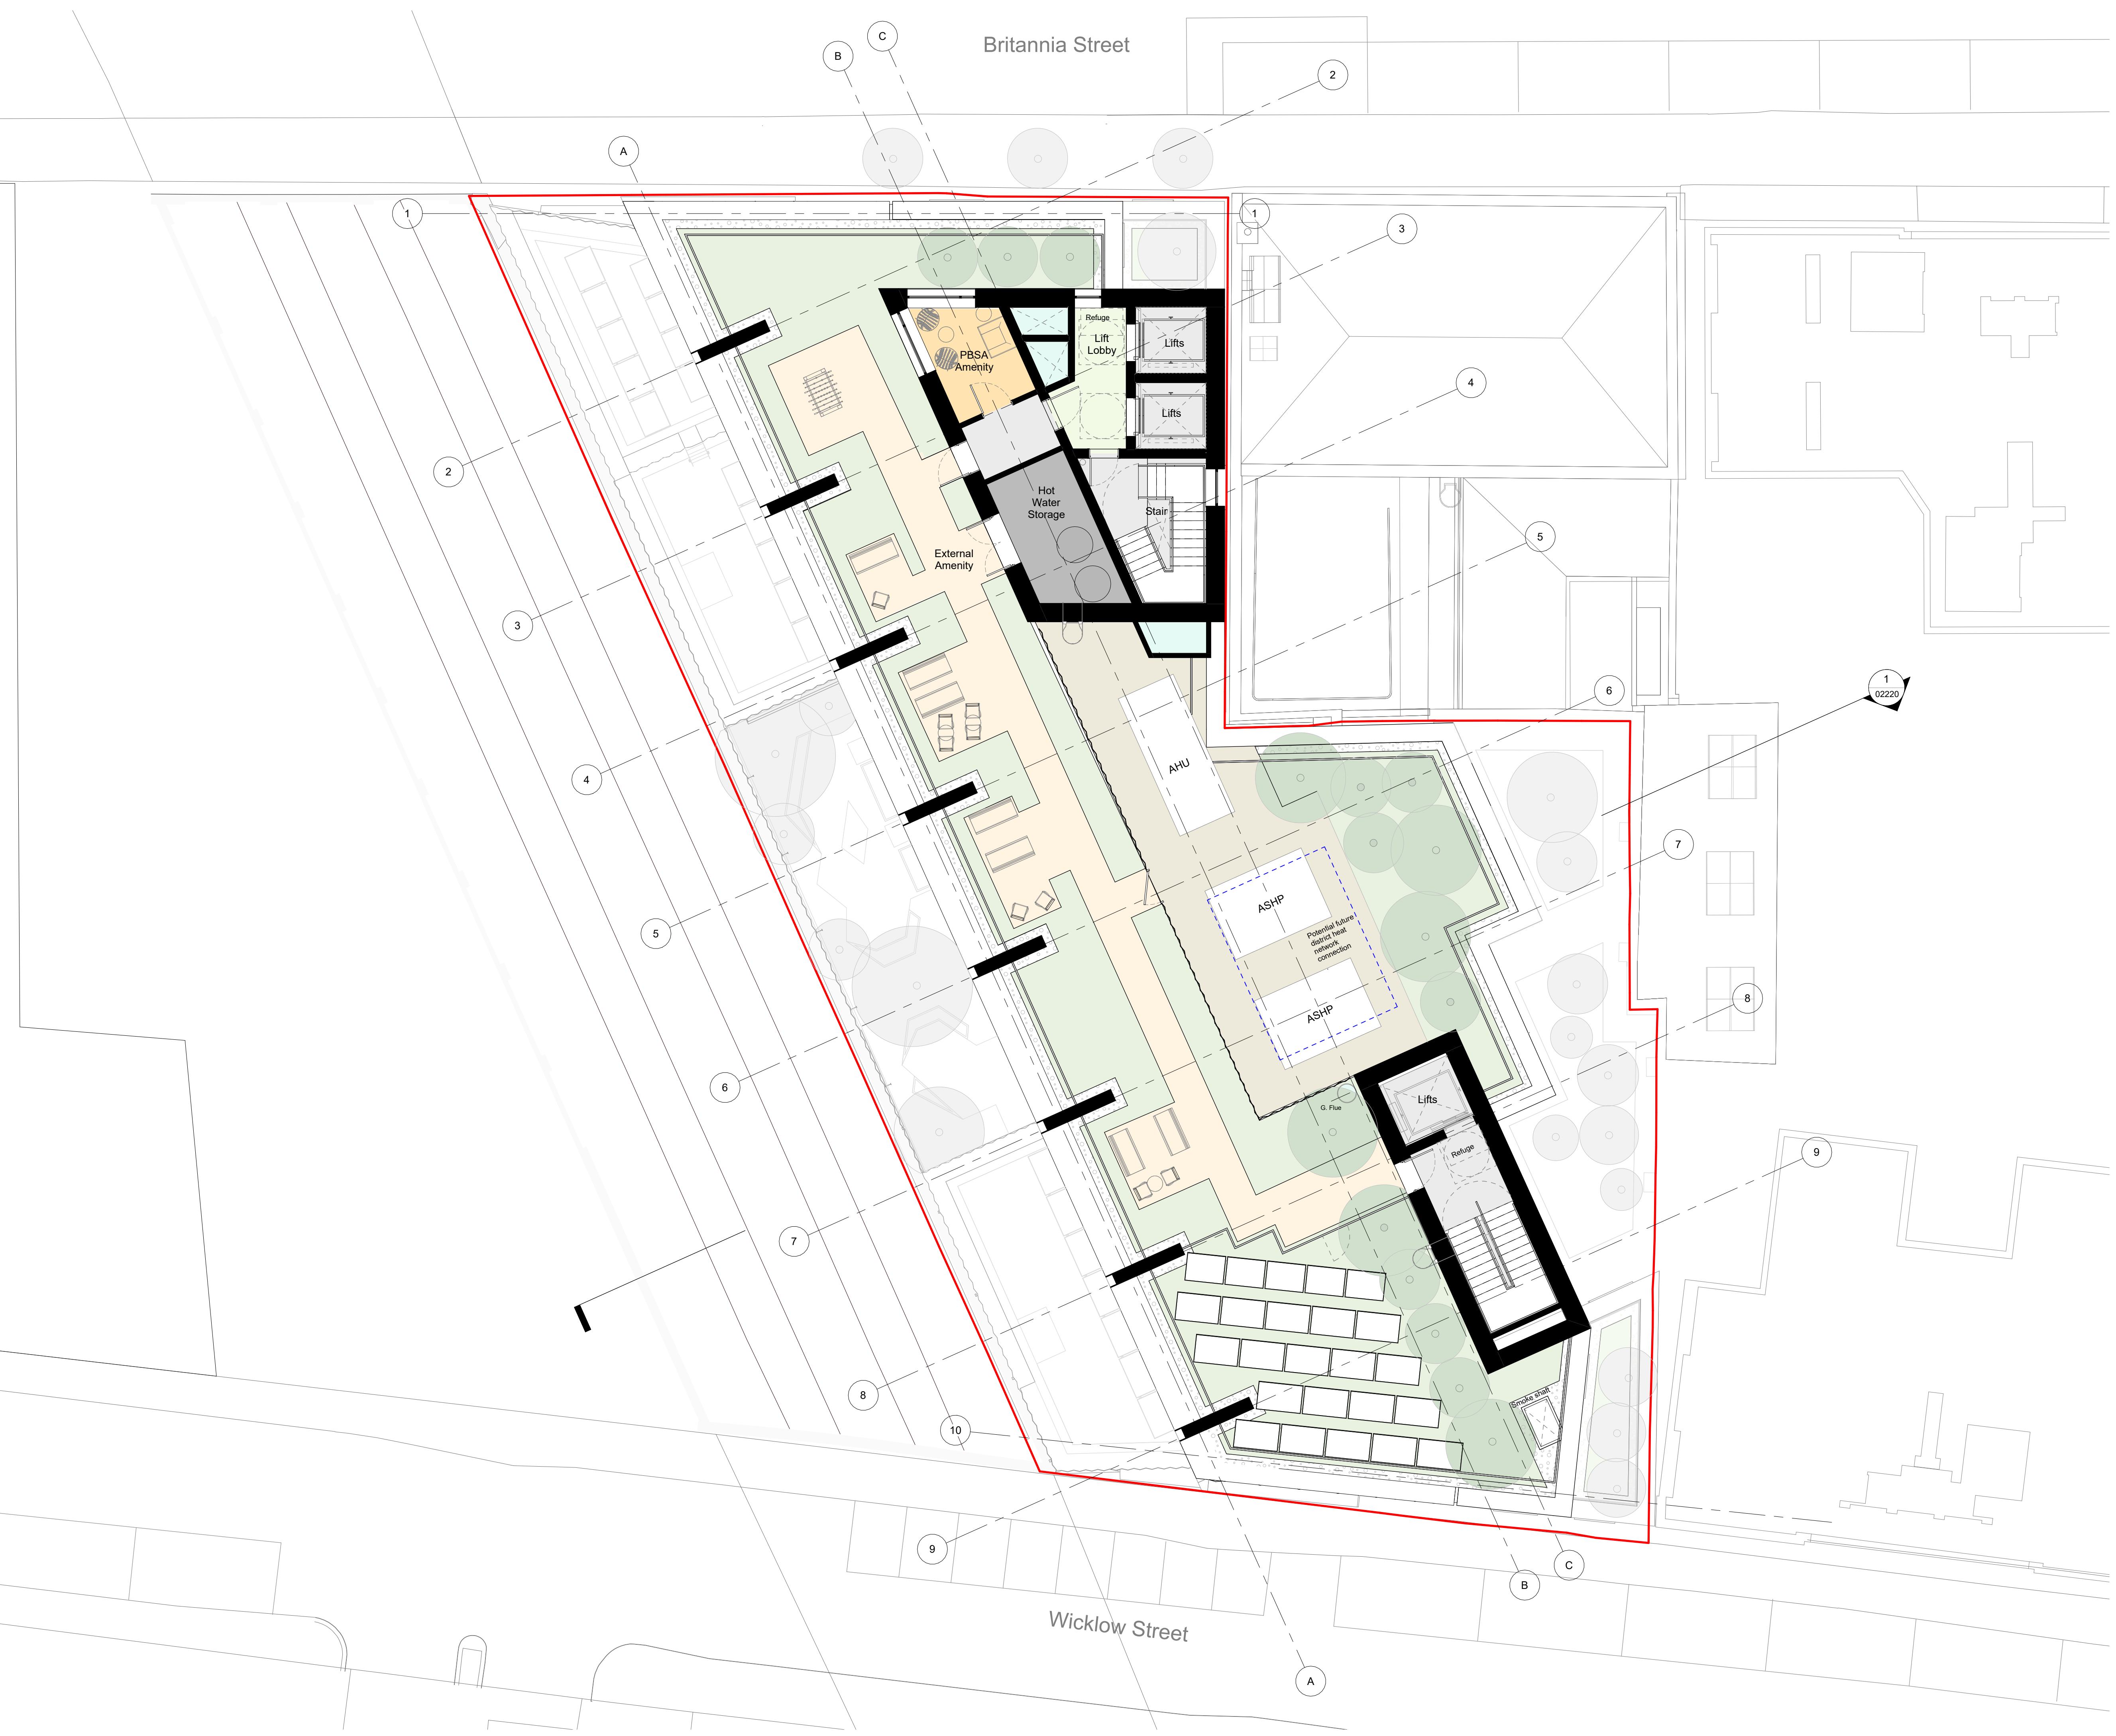 Britannia Street
C
B
2
A
1
1
3
Refuge
Lift
Lobby
Lifts
PBSA
Amenity
4
Lifts
2
Hot
Water
Storage
Stair
5
External
Amenity
3
6
1
02220
4
AHU
7
ASHP
Potential future
district heat
network
connection
5
8
ASHP
6
Lifts
G. Flue
Refuge
9
7
8
Smoke shaft
10
9
C
B
Wicklow Street
A